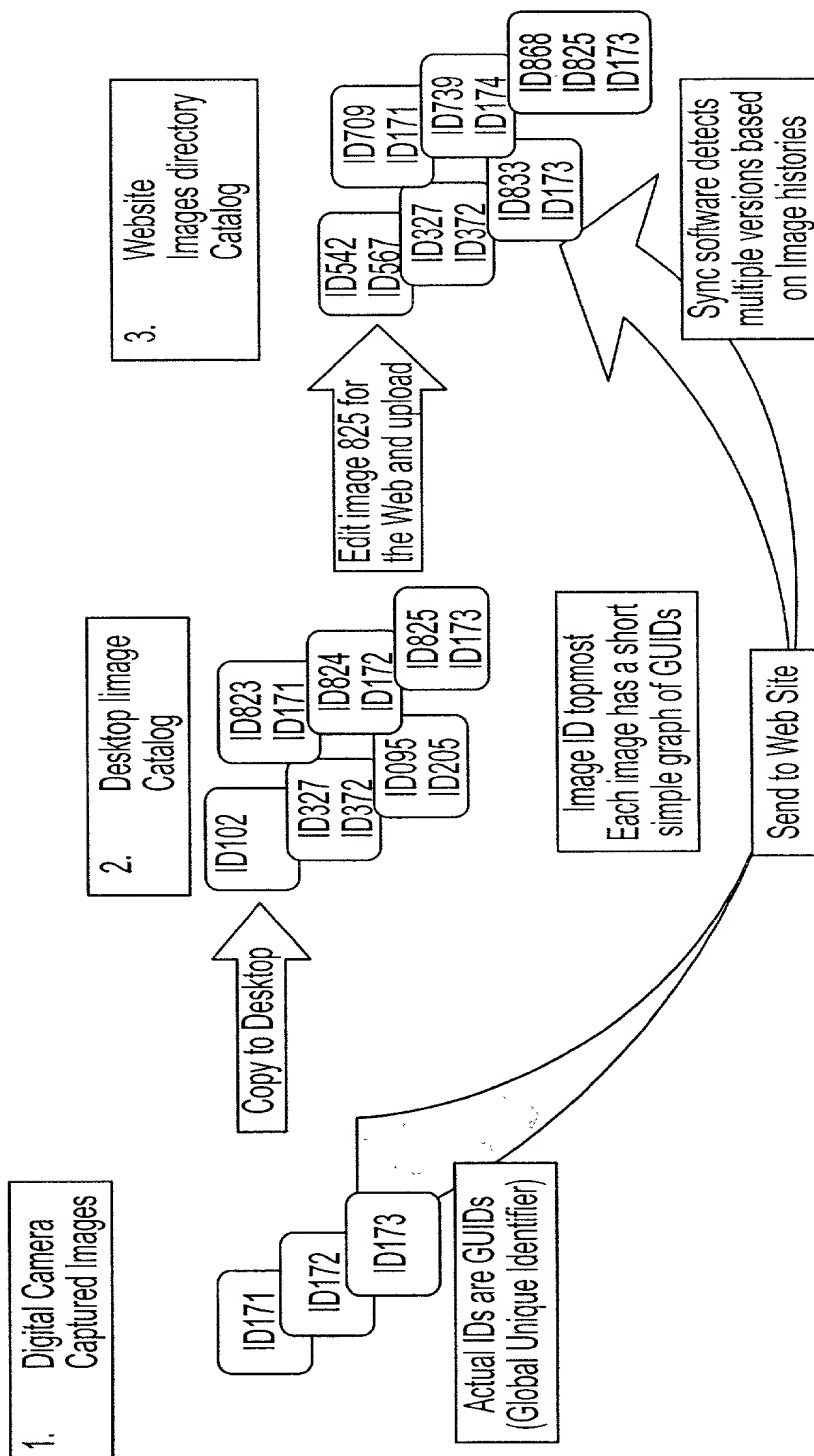 1. Digital Camera
Captured Images
ID171
ID172
ID173
Actual IDs are GUIDs
(Global Unique Identifier)
Copy to Desktop
2. Desktop Iimage
Catalog
ID102
ID823
ID171
ID327
ID372
ID824
ID172
ID095
ID205
ID825
ID173
Image ID topmost
Each image has a short
simple graph of GUIDs
Edit image 825 for
the Web and upload
3. Website
Images directory
Catalog
ID542
ID567
ID709
ID171
ID327
ID372
ID739
ID174
ID833
ID173
ID868
ID825
ID173
Sync software detects
multiple versions based
on Image histories
Send to Web Site